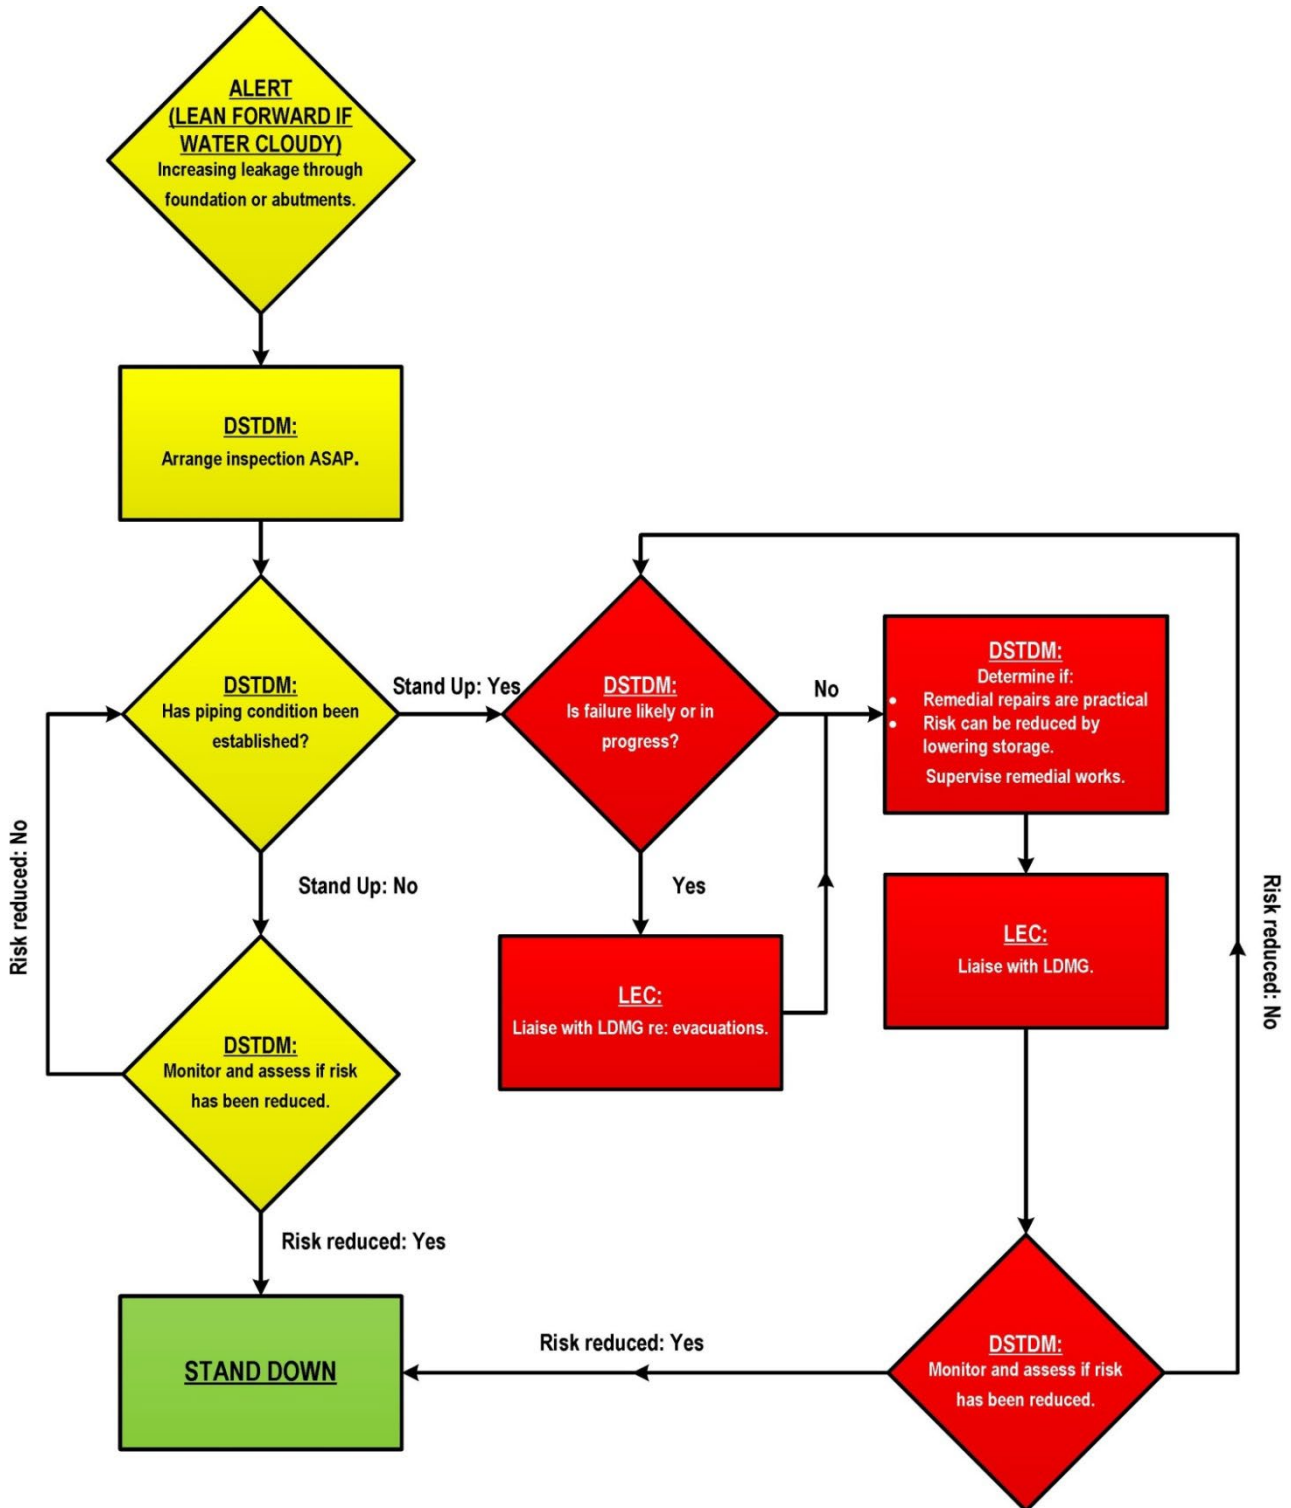 ALERT
(LEAN FORWARD IF
WATER CLOUDY)
Increasing leakage through
foundation or abutments.
DSTDM:
Arrange inspection ASAP.
DSTDM:
Has piping condition been
established?
Stand Up: Yes
DSTDM:
Is failure likely or in
progress?
No
DSTDM:
Determine if:
• Remedial repairs are practical
• Risk can be reduced by
lowering storage.
Supervise remedial works.
Risk reduced: No
Stand Up: No
Yes
LEC:
Liaise with LDMG re: evacuations.
LEC:
Liaise with LDMG.
Risk reduced: No
DSTDM:
Monitor and assess if risk
has been reduced.
Risk reduced: Yes
STAND DOWN
Risk reduced: Yes
DSTDM:
Monitor and assess if risk
has been reduced.